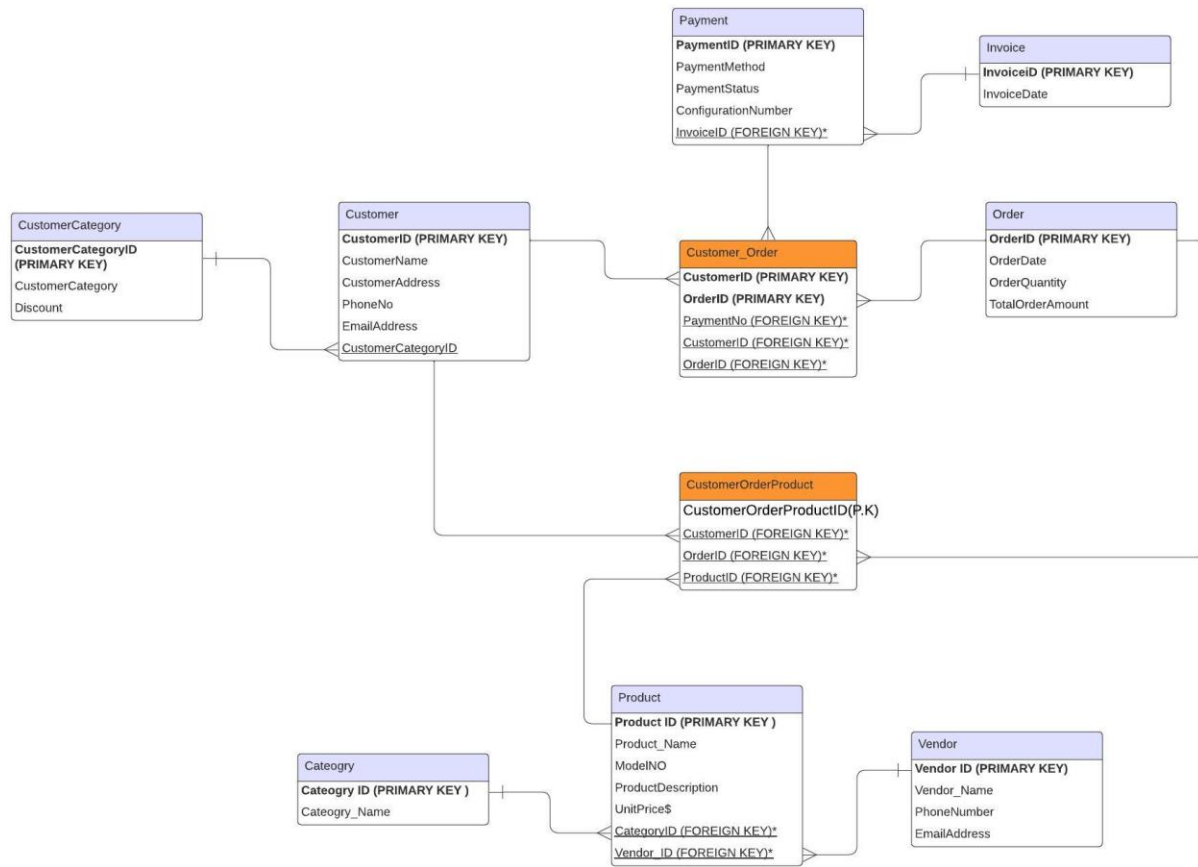 Payment
PaymentID (PRIMARY KEY)
PaymentMethod
PaymentStatus
ConfigurationNumber
InvoiceID (FOREIGN KEY)*
Invoice
InvoiceiD (PRIMARY KEY)
InvoiceDate
CustomerCategory
CustomerCategoryID
(PRIMARY KEY)
CustomerCategory
Discount
Customer
CustomerID (PRIMARY KEY)
CustomerName
CustomerAddress
PhoneNo
EmailAddress
CustomerCategoryID
Customer_Order
CustomerID (PRIMARY KEY)
OrderID (PRIMARY KEY)
PaymentNo (FOREIGN KEY)*
CustomerID (FOREIGN KEY)*
OrderID (FOREIGN KEY)*
Order
OrderID (PRIMARY KEY)
OrderDate
OrderQuantity
TotalOrderAmount
CustomerOrderProduct
CustomerOrderProductID(P.K)
CustomerID (FOREIGN KEY)*
OrderID (FOREIGN KEY)*
ProductID (FOREIGN KEY)*
Product
Product ID (PRIMARY KEY )
Product_Name
ModelNO
ProductDescription
UnitPrice$
CategoryID (FOREIGN KEY)*
Vendor_ID (FOREIGN KEY)*
Cateogry
Cateogry ID (PRIMARY KEY )
Cateogry_Name
Vendor
Vendor ID (PRIMARY KEY)
Vendor_Name
PhoneNumber
EmailAddress